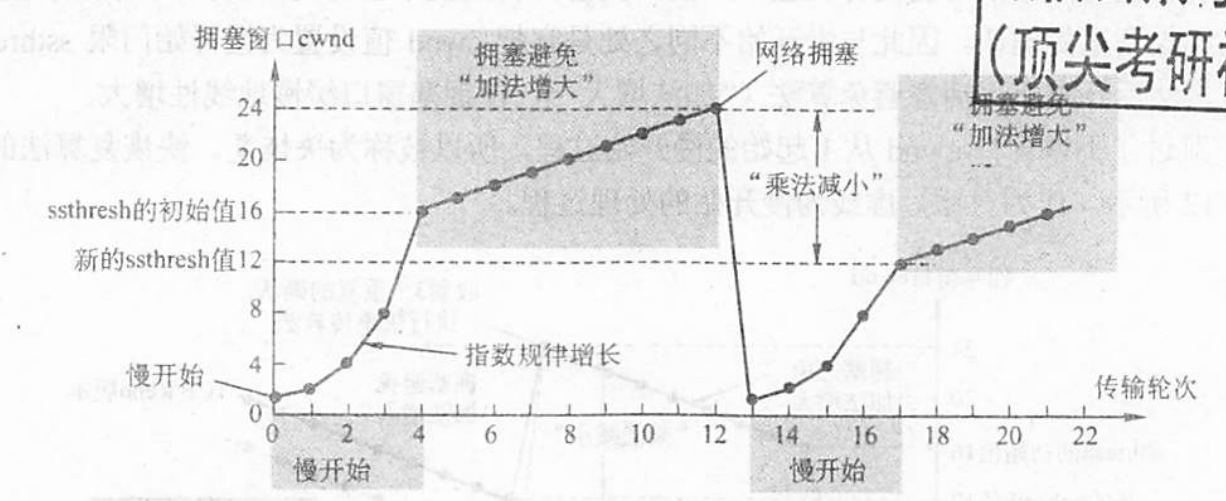 拥塞窗口cwnd
拥塞避免
“加法增大”
网络拥塞
(顶尖考研
拥塞避免
“加法增大”
24
20
“乘法减小”
ssthresh的初始值16
新的ssthresh值12
8
指数规律增长
4
慢开始
传输轮次
0
0 2 4 6 8 10 12 14 16 18 19 20 22
慢开始
慢开始